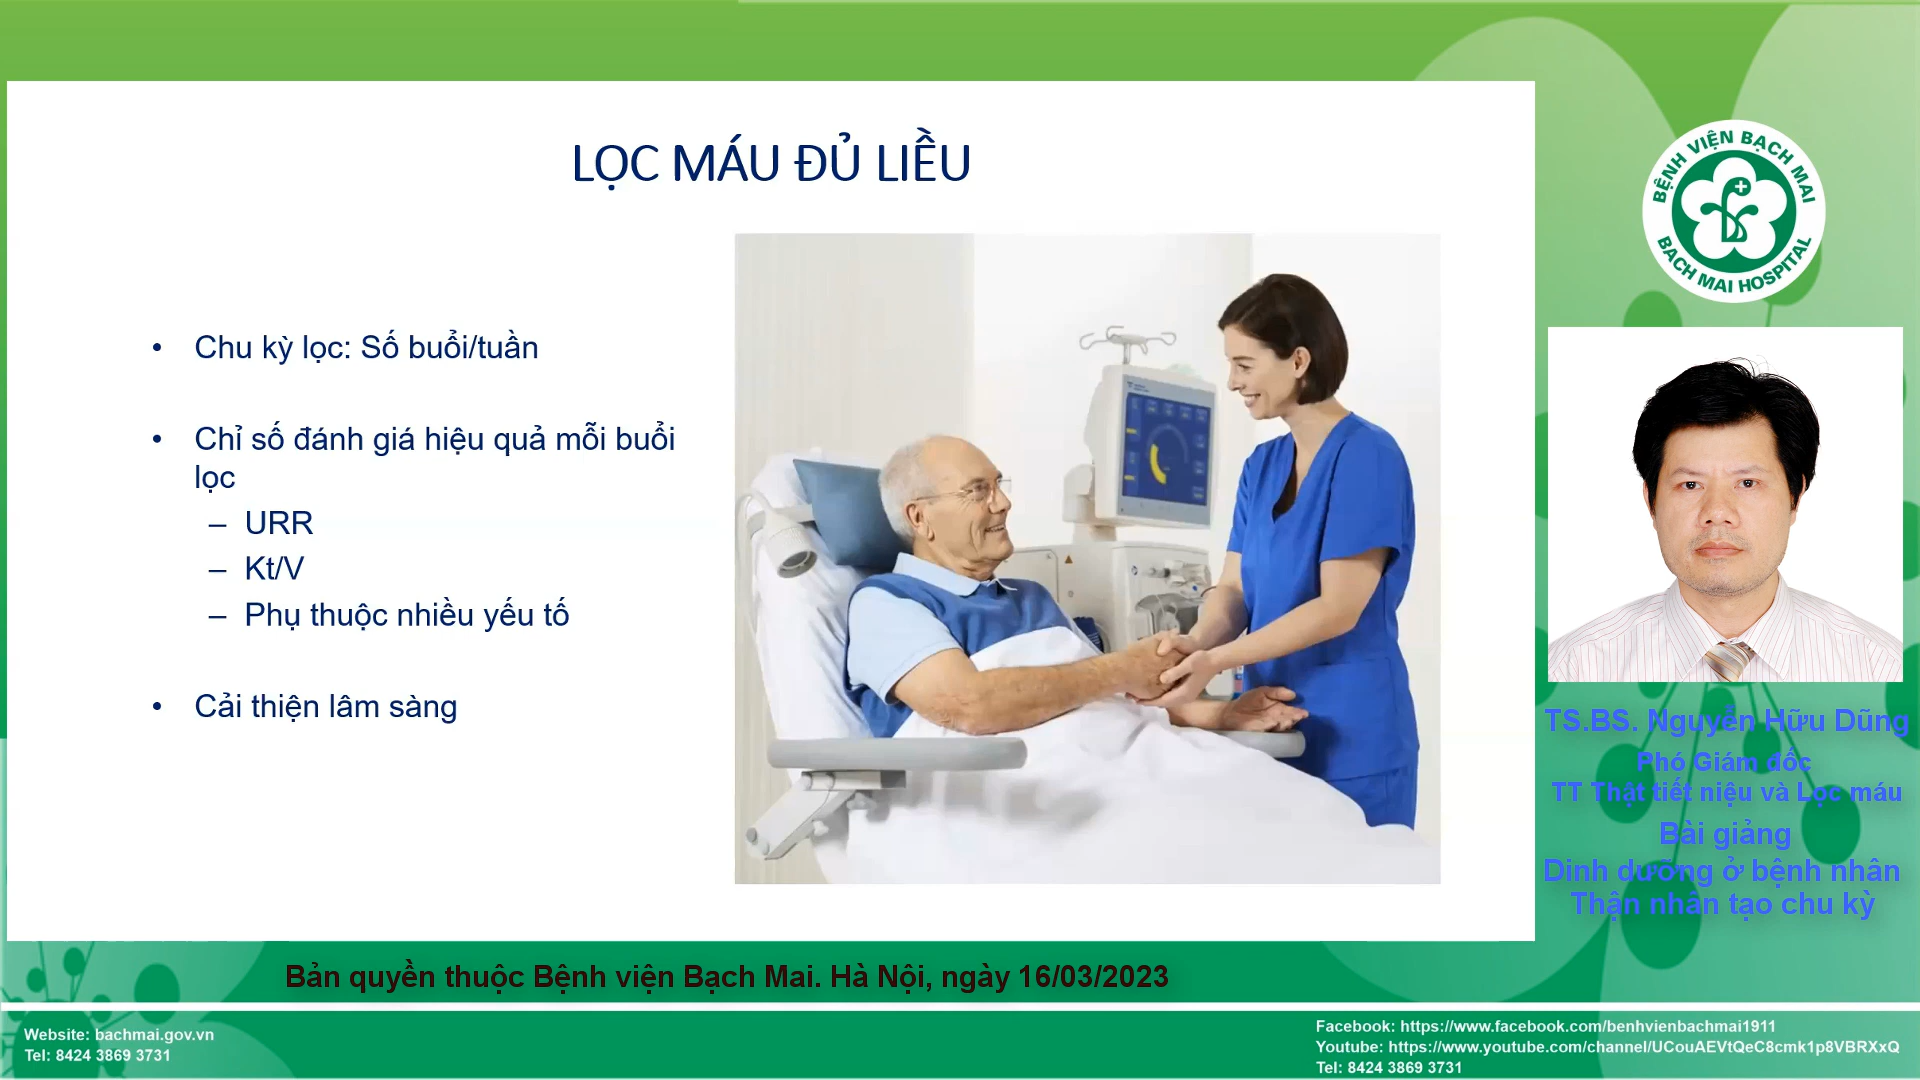 LỌC MÁU ĐỦ LIỀU
• Chu kỳ lọc: Số buổi/tuần
• Chỉ số đánh giá hiệu quả mỗi buổi
lọc
– URR
– Kt/V
– Phụ thuộc nhiều yếu tố
• Cải thiện lâm sàng
BỆNH VIỆN BẠCH MAI
BACH MAI HOSPITAL
TS.BS. Nguyễn Hữu Dũng
Phó Giám đốc
TT Thật tiết niệu và Lọc máu
Bài giảng
Dinh dưỡng ở bệnh nhân
Thận nhân tạo chu kỳ
Bản quyền thuộc Bệnh viện Bạch Mai. Hà Nội, ngày 16/03/2023
Website: bachmai.gov.vn
Tel: 8424 3869 3731
Facebook: https://www.facebook.com/benhvienbachmai1911
Youtube: https://www.youtube.com/channel/UCouAEVtQeC8cmk1p8VBRXxQ
Tel: 8424 3869 3731